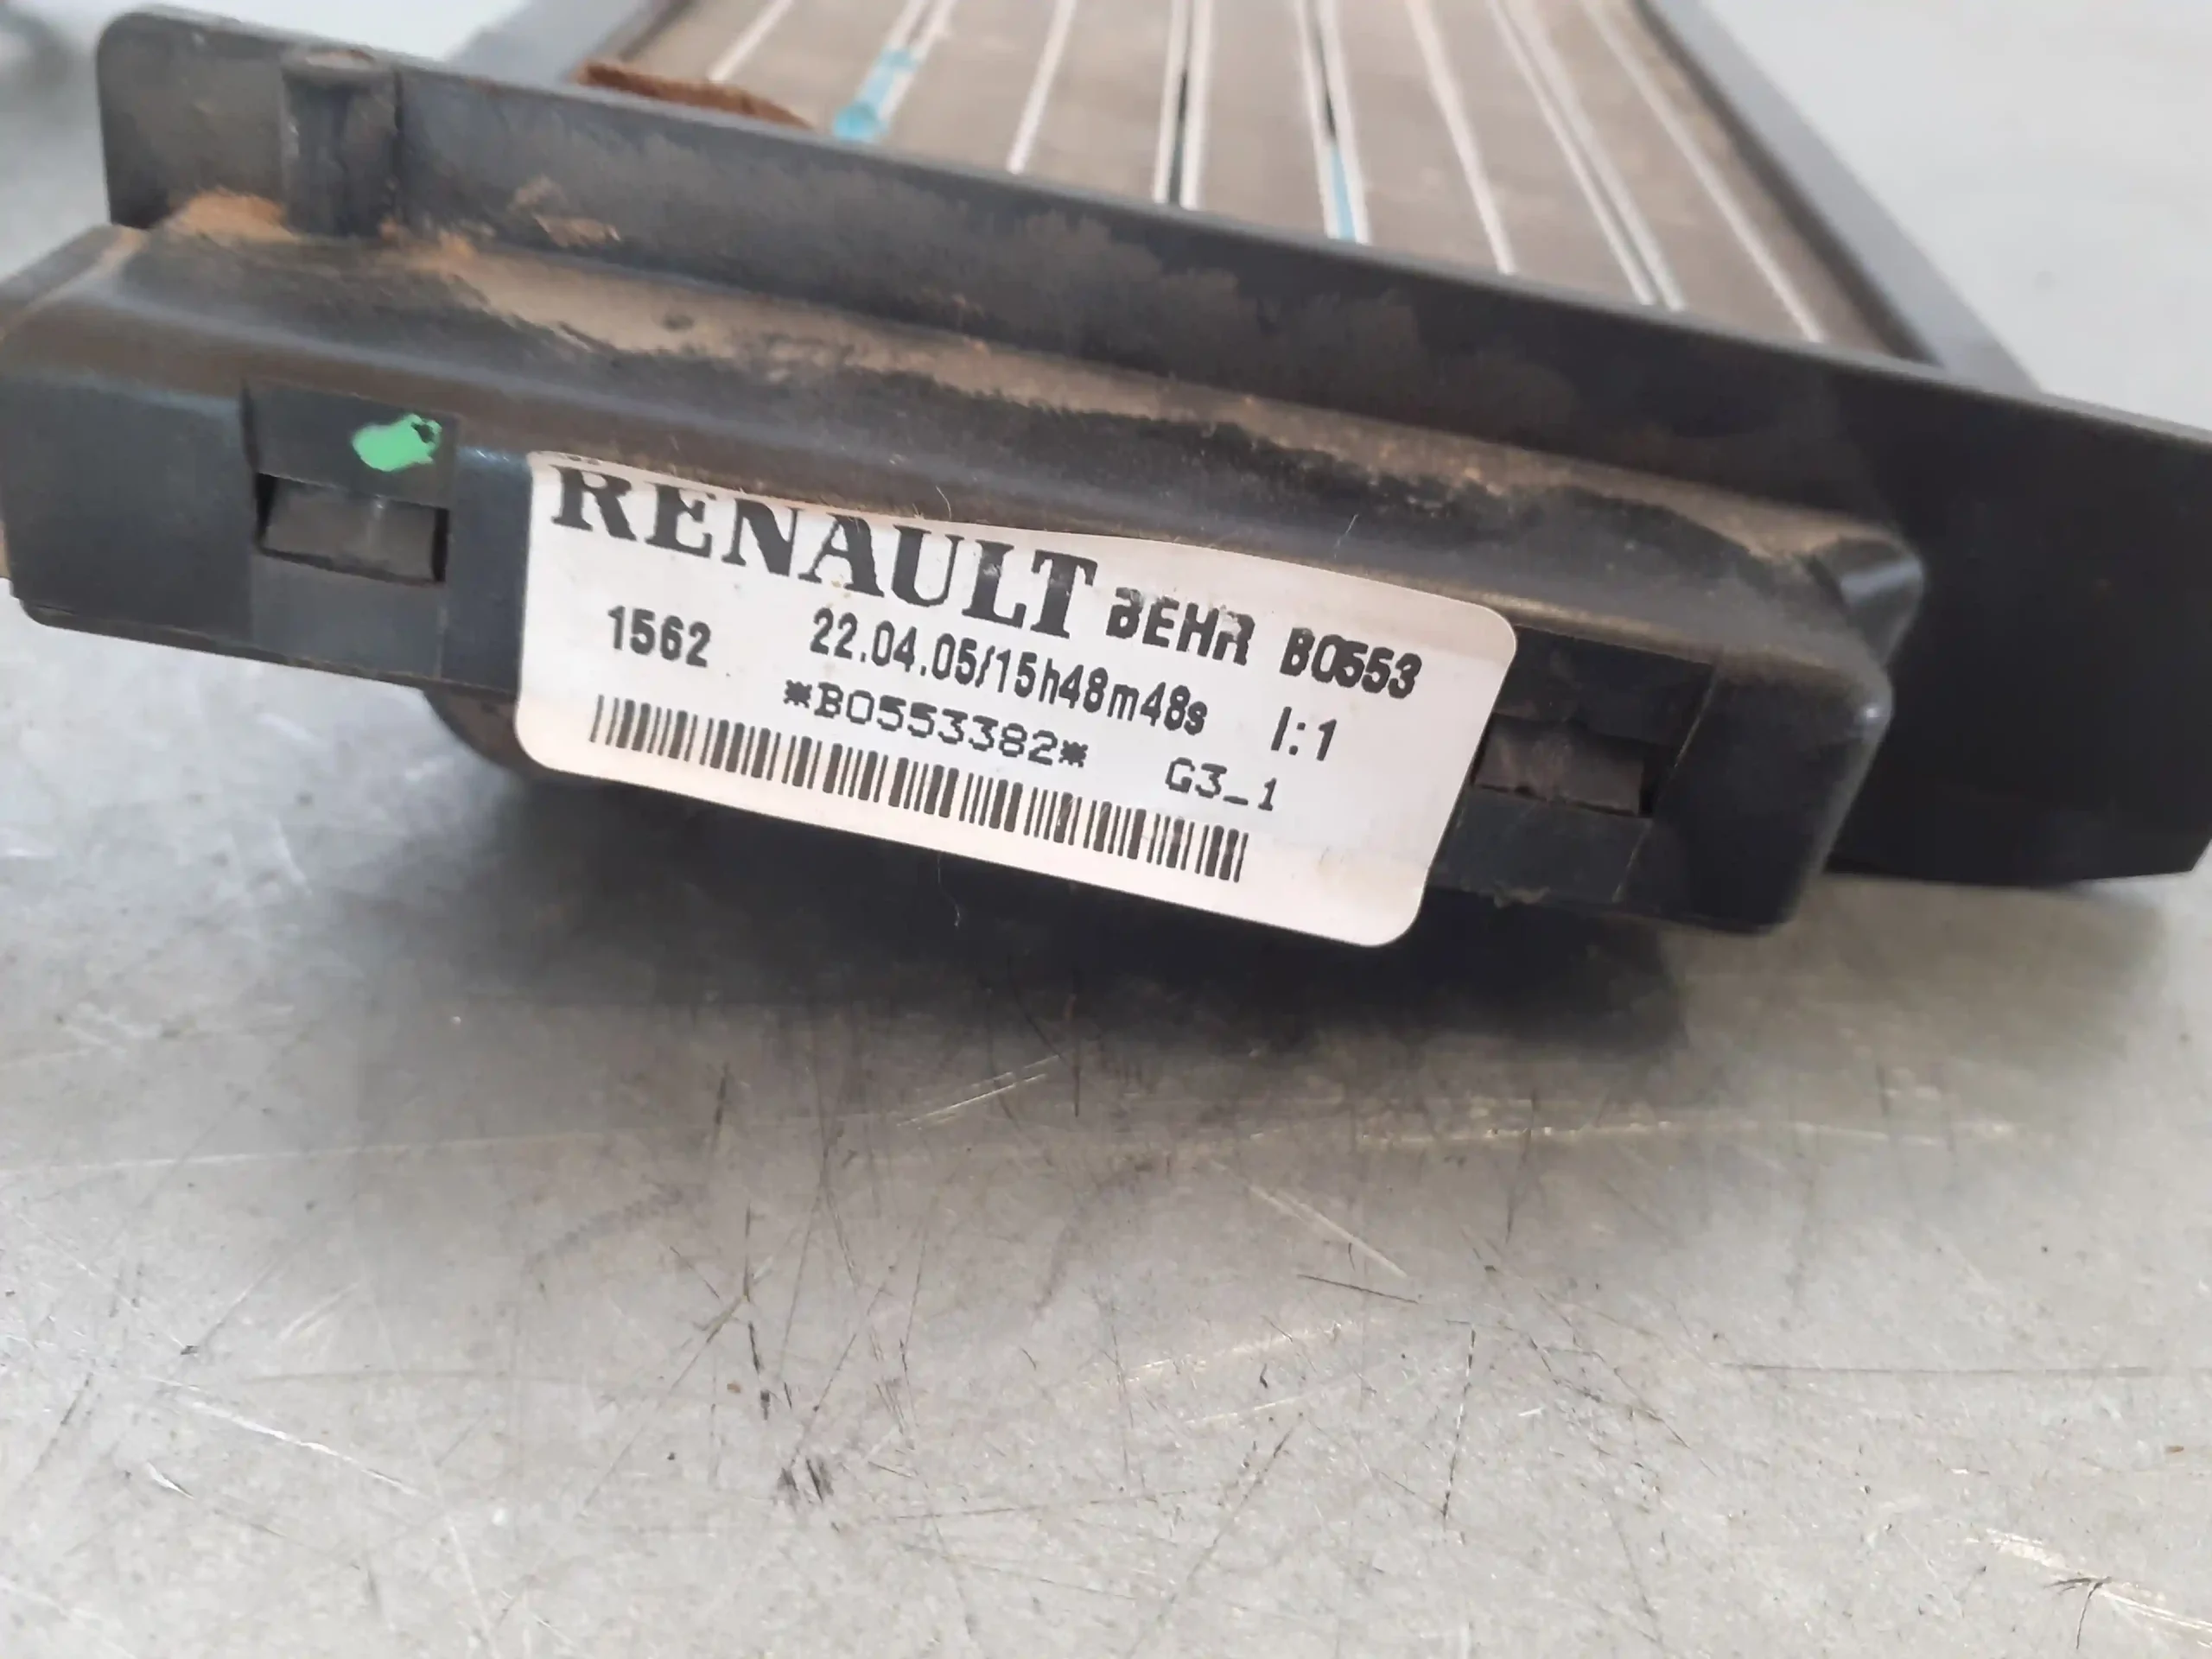 RENAULT BEHR B0553
1562 22.04.05/15h48m48s I:1
*B0553382* G3_1